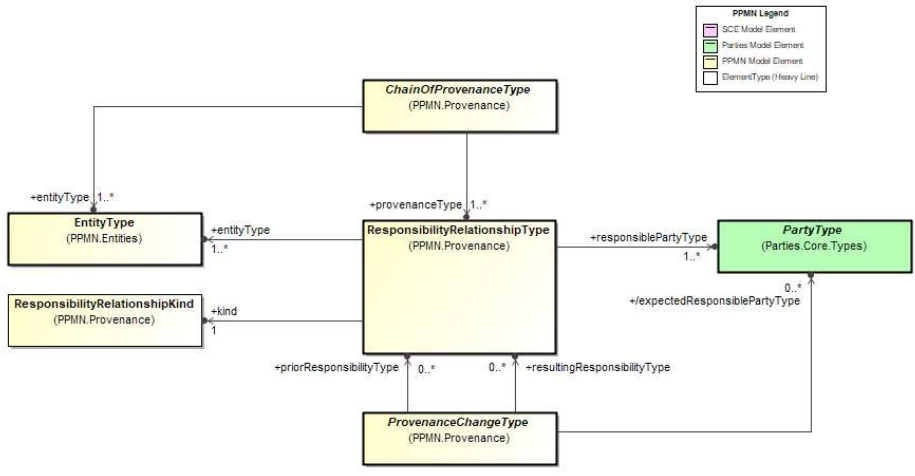 PPMN Legend
SCE Model Element
Parties Model Element
PPMN Model Element
ElementType (Heavy Line)
ChainOfProvenanceType
(PPMN.Provenance)
+entityType 1..*
+provenanceType 1..*
EntityType
(PPMN.Entities)
+entityType
1..*
ResponsibilityRelationshipType
(PPMN.Provenance)
+responsiblePartyType
1..*
PartyType
(Parties.Core.Types)
0..*
+/expectedResponsiblePartyType
ResponsibilityRelationshipKind
(PPMN.Provenance)
+kind
1
+priorResponsibilityType 0..*
0..* +resultingResponsibilityType
ProvenanceChangeType
(PPMN.Provenance)